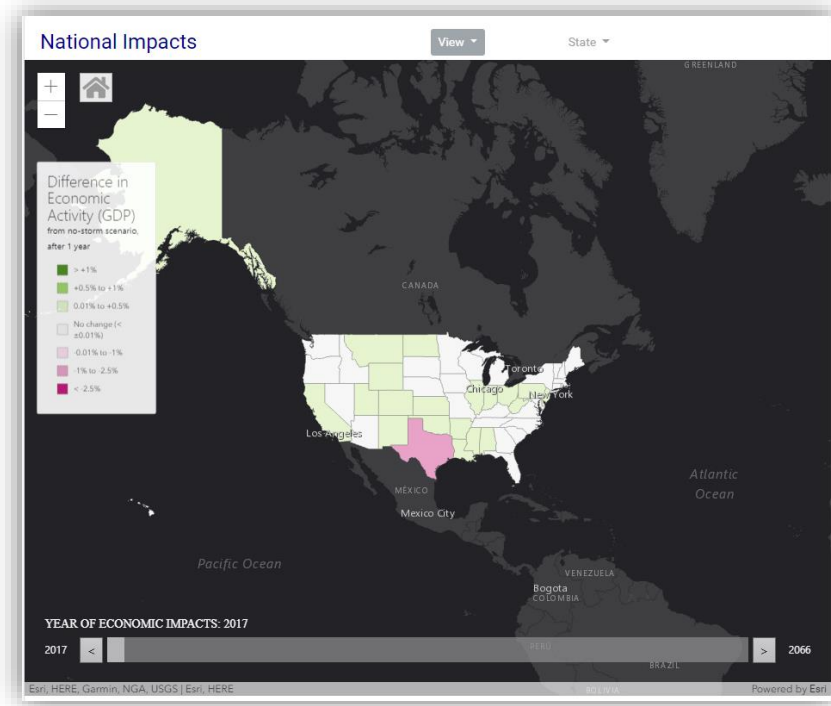 National Impacts
View
State
GREENLAND
+
−
Difference in
Economic
Activity (GDP)
from no-storm scenario,
after 1 year
> +1%
+0.5% to +1%
0.01% to +0.5%
No change (<
±0.01%)
-0.01% to -1%
-1% to -2.5%
< -2.5%
CANADA
Toronto
Chicago
New York
Los Angeles
MÉXICO
Mexico City
Atlantic
Ocean
Pacific Ocean
VENEZUELA
Bogota
COLOMBIA
YEAR OF ECONOMIC IMPACTS: 2017
2017
<
>
2066
PERÚ
BRAZIL
BOLIVIA
Esri, HERE, Garmin, NGA, USGS | Esri, HERE
Powered by Esri